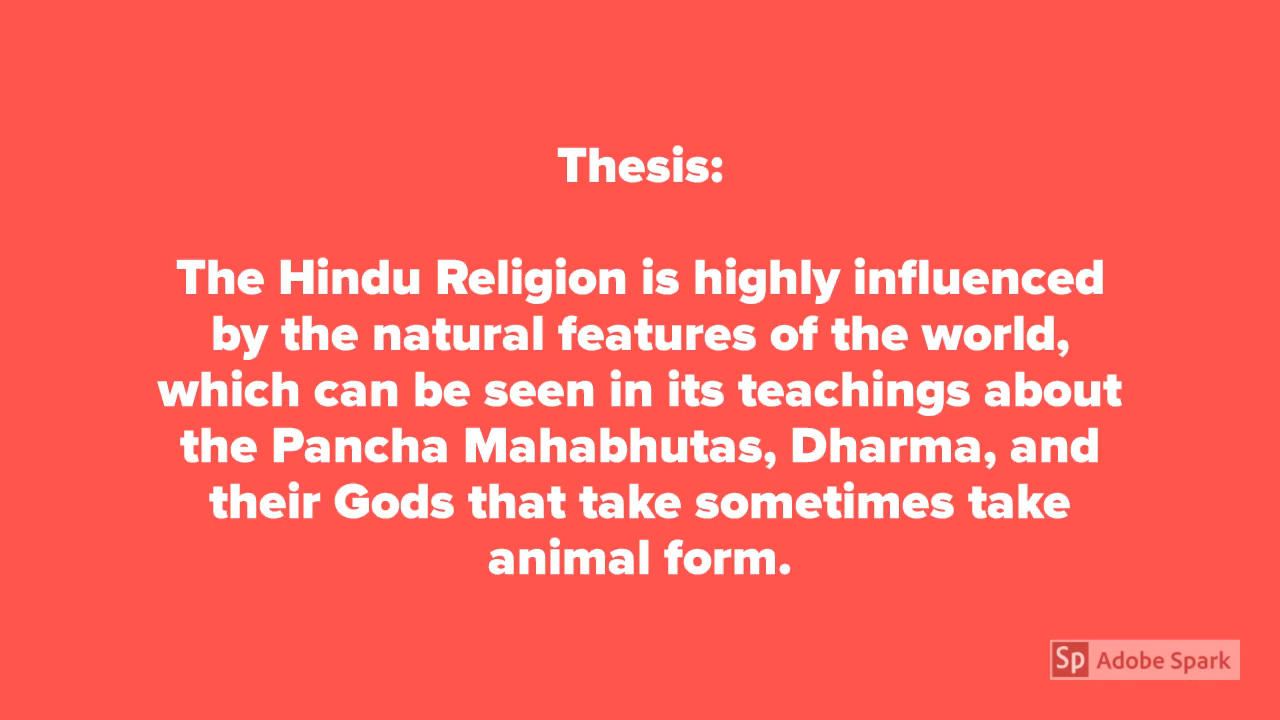 Thesis:
The Hindu Religion is highly influenced
by the natural features of the world,
which can be seen in its teachings about
the Pancha Mahabhutas, Dharma, and
their Gods that take sometimes take
animal form.
Sp Adobe Spark